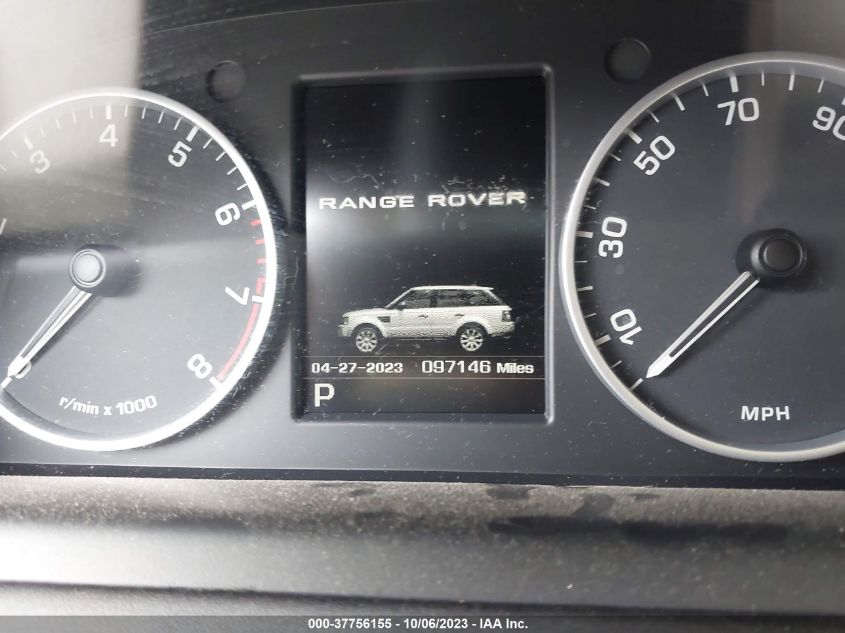 3 4 5 6 7 8
r/min x 1000
RANGE ROVER
04-27-2023 097146 Miles
P
10 30 50 70 90
MPH
000-37756155 - 10/06/2023 - IAA Inc.